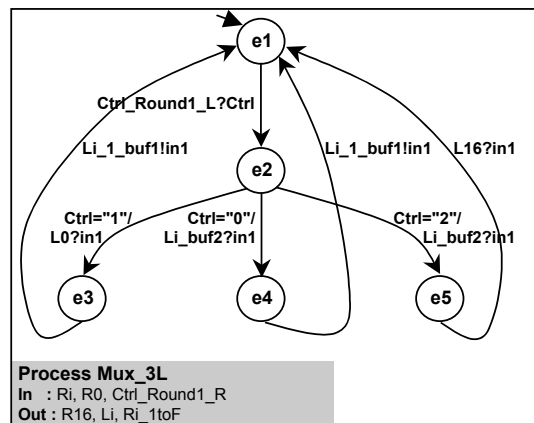 e1
Ctrl_Round1_L?Ctrl
Li_1_buf1!in1
Li_1_buf1!in1
L16?in1
e2
Ctrl="1"/
L0?in1
Ctrl="0"/
Li_buf2?in1
Ctrl="2"/
Li_buf2?in1
e3
e4
e5
Process Mux_3L
In : Ri, R0, Ctrl_Round1_R
Out : R16, Li, Ri_1toF